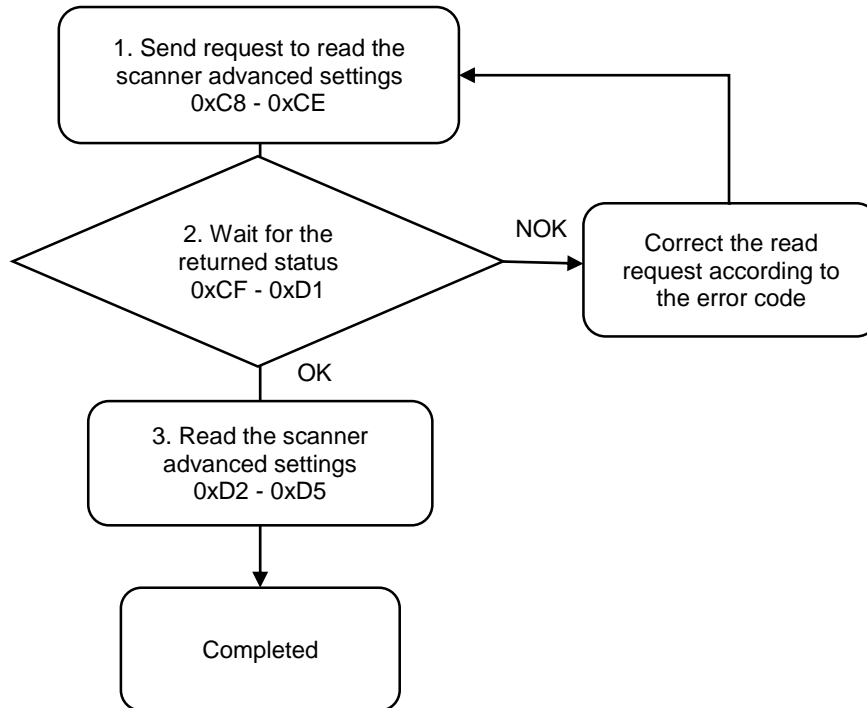 1. Send request to read the
scanner advanced settings
0xC8 - 0xCE
2. Wait for the
returned status
0xCF - 0xD1
NOK
Correct the read
request according to
the error code
OK
3. Read the scanner
advanced settings
0xD2 - 0xD5
Completed